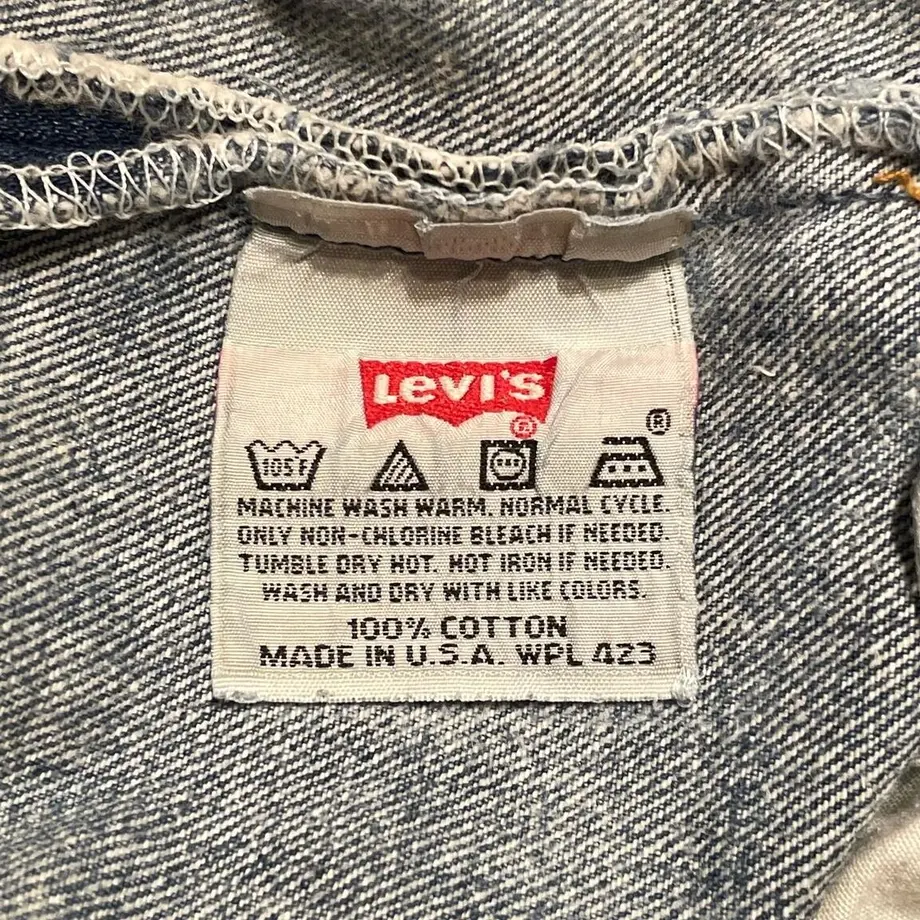 Levi's®
®
105F
MACHINE WASH WARM. NORMAL CYCLE.
ONLY NON-CHLORINE BLEACH IF NEEDED.
TUMBLE DRY HOT. HOT IRON IF NEEDED.
WASH AND DRY WITH LIKE COLORS.
100% COTTON
MADE IN U.S.A. WPL 423